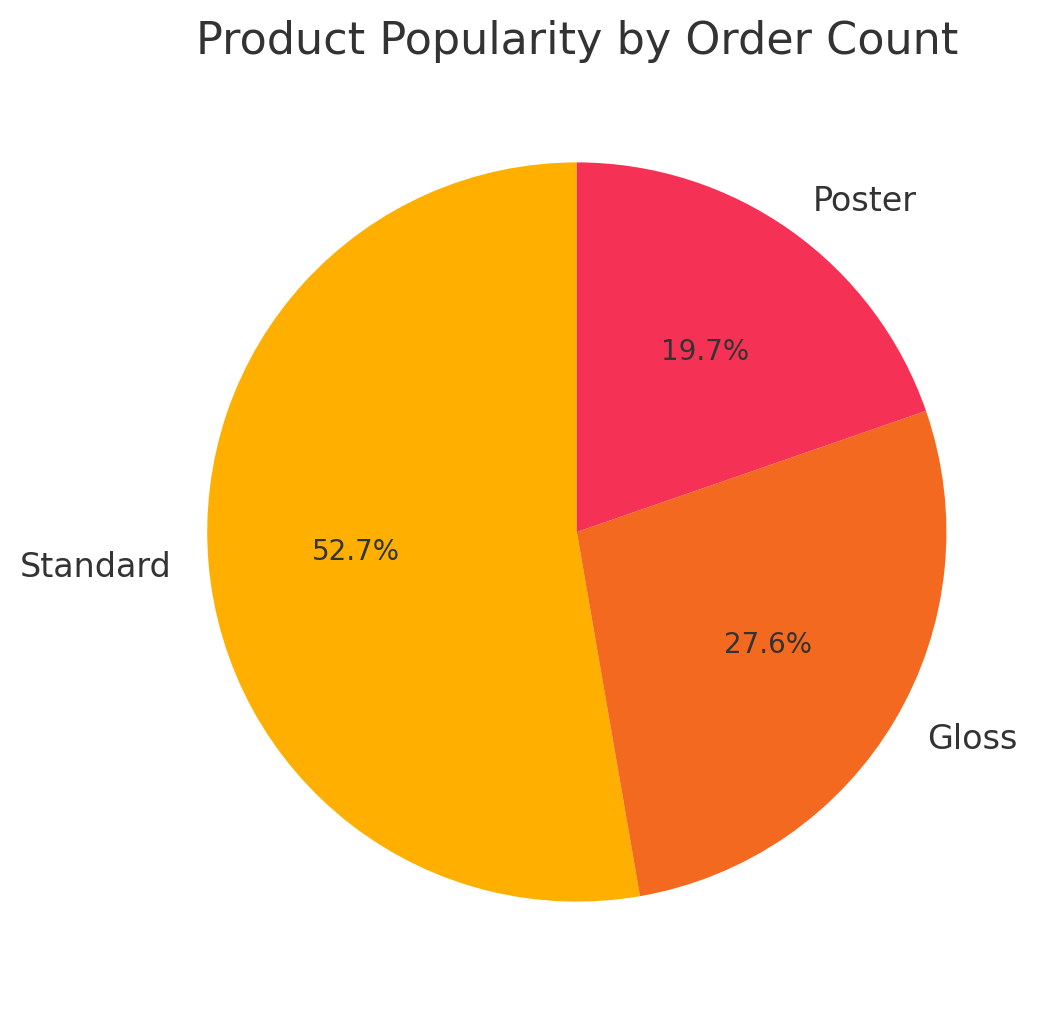 Product Popularity by Order Count
Poster
19.7%
52.7%
Standard
27.6%
Gloss